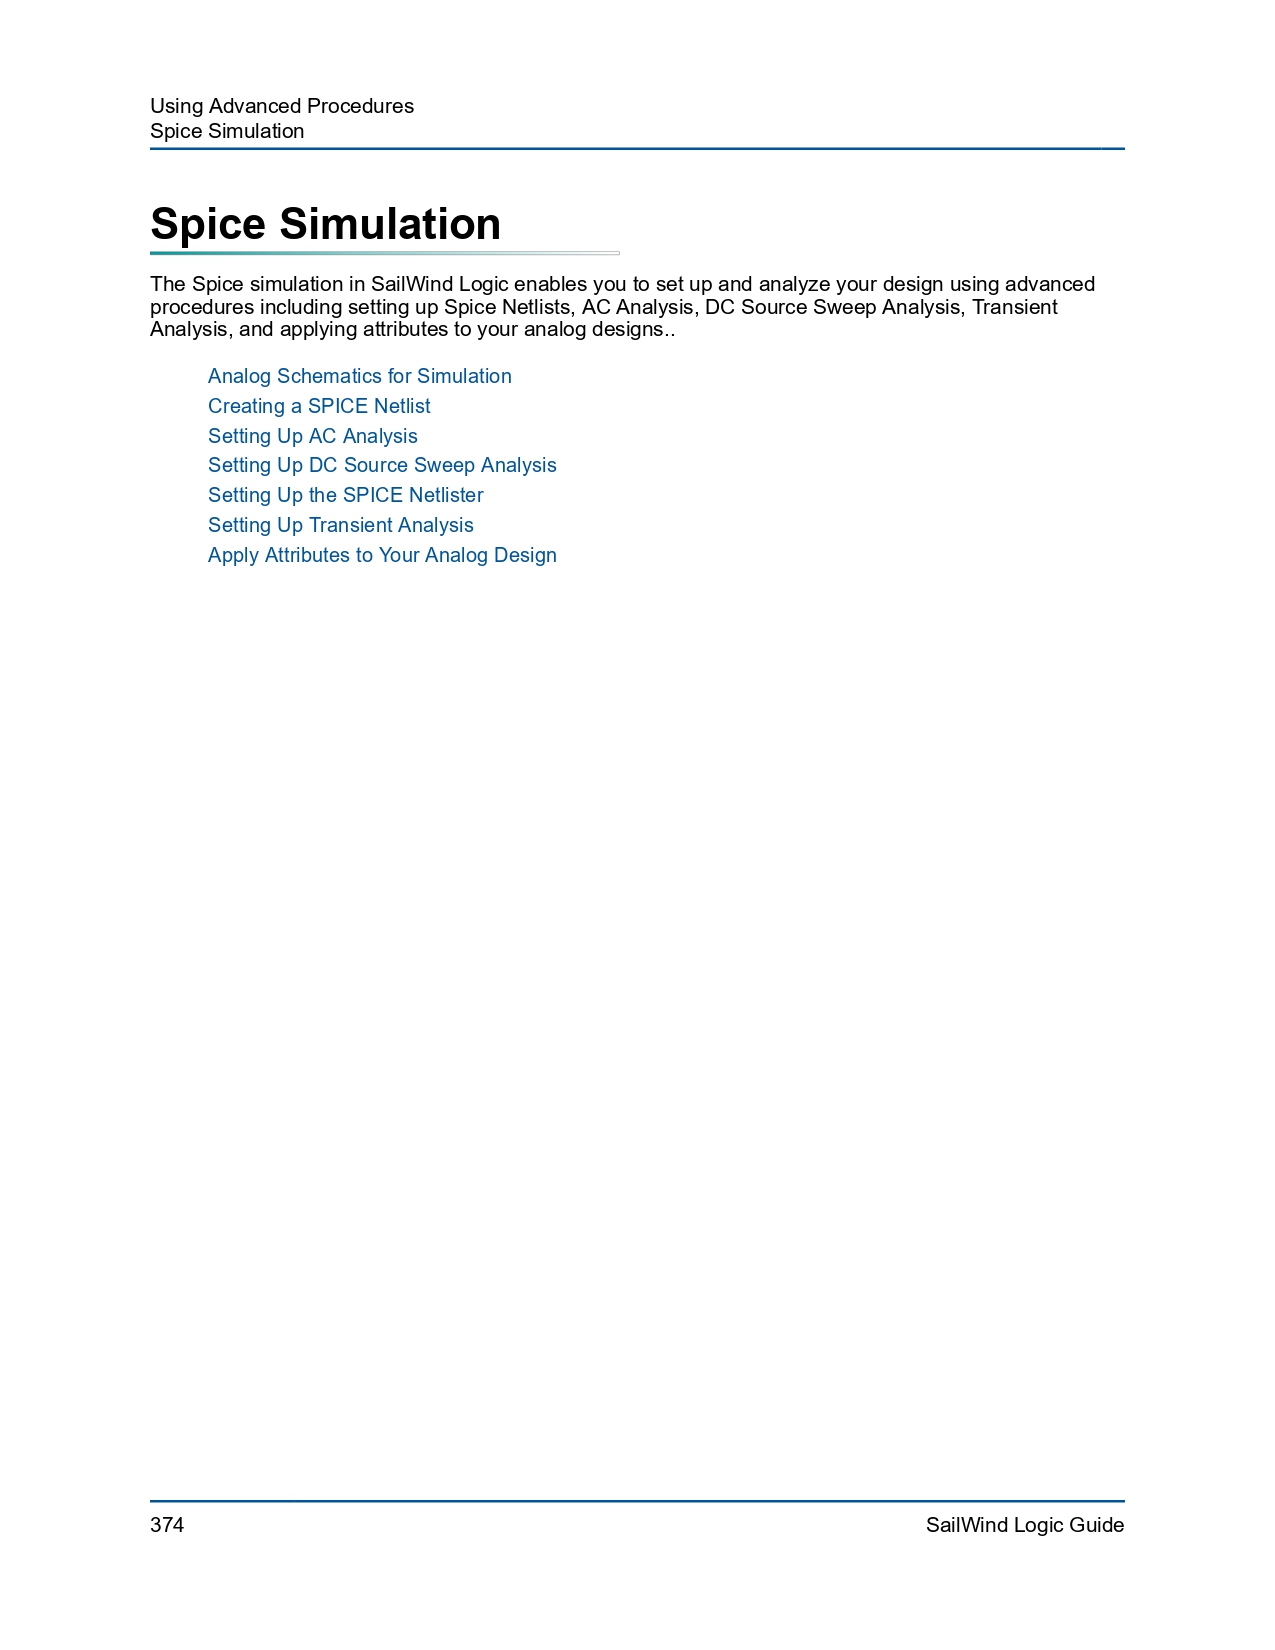 Using Advanced Procedures
Spice Simulation
Spice Simulation
The Spice simulation in SailWind Logic enables you to set up and analyze your design using advanced
procedures including setting up Spice Netlists, AC Analysis, DC Source Sweep Analysis, Transient
Analysis, and applying attributes to your analog designs..
Analog Schematics for Simulation
Creating a SPICE Netlist
Setting Up AC Analysis
Setting Up DC Source Sweep Analysis
Setting Up the SPICE Netlister
Setting Up Transient Analysis
Apply Attributes to Your Analog Design
374
SailWind Logic Guide